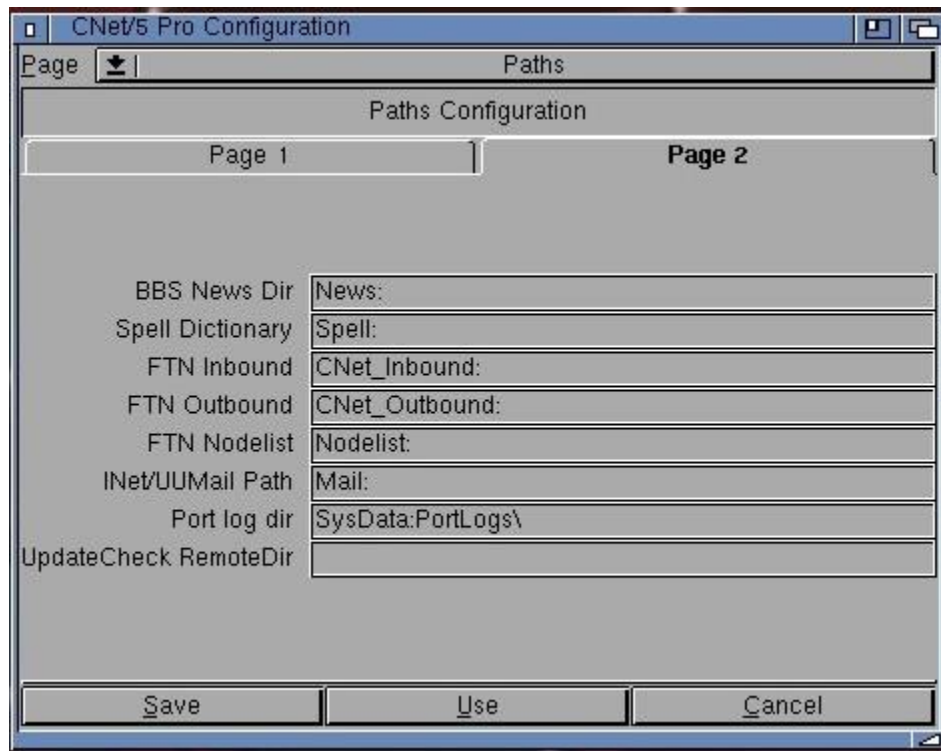 CNet/5 Pro Configuration
Page Paths
Paths Configuration
Page 1 Page 2
BBS News Dir News:
Spell Dictionary Spell:
FTN Inbound CNet_Inbound:
FTN Outbound CNet_Outbound:
FTN Nodelist Nodelist:
INet/UUMail Path Mail:
Port log dir SysData:PortLogs\
UpdateCheck RemoteDir
Save Use Cancel